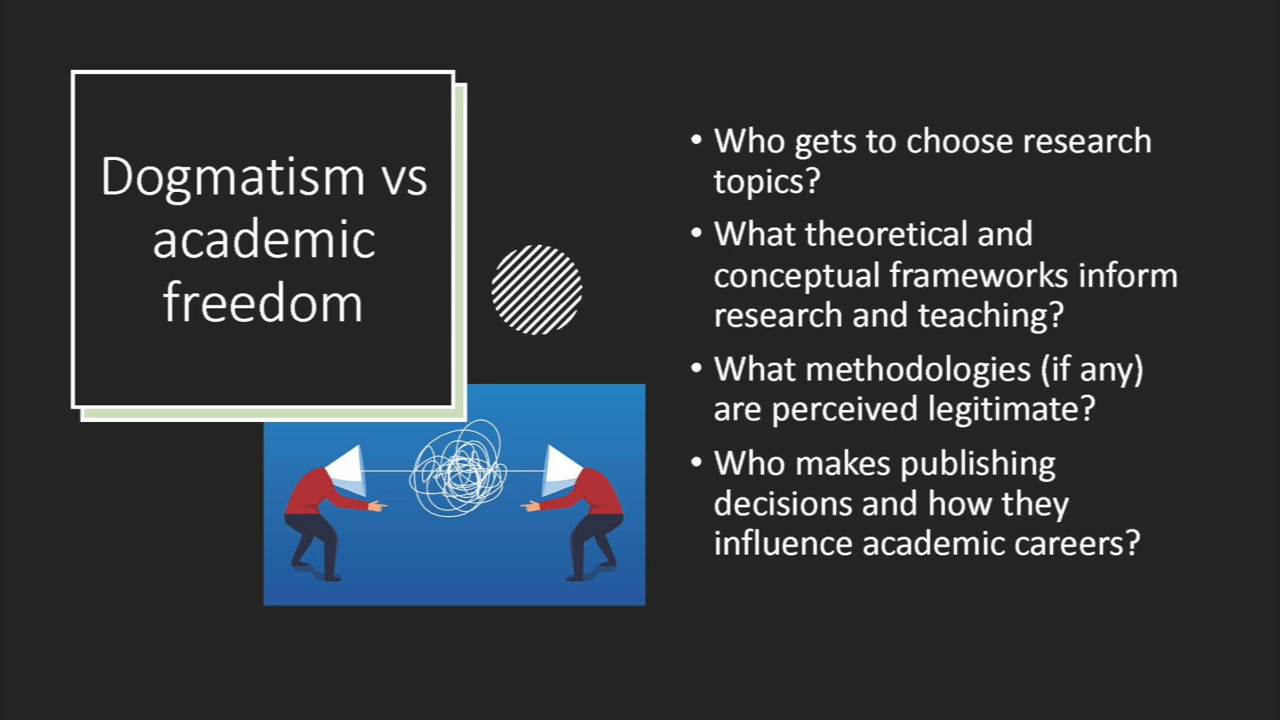 Dogmatism vs
academic
freedom
• Who gets to choose research
topics?
• What theoretical and
conceptual frameworks inform
research and teaching?
• What methodologies (if any)
are perceived legitimate?
• Who makes publishing
decisions and how they
influence academic careers?